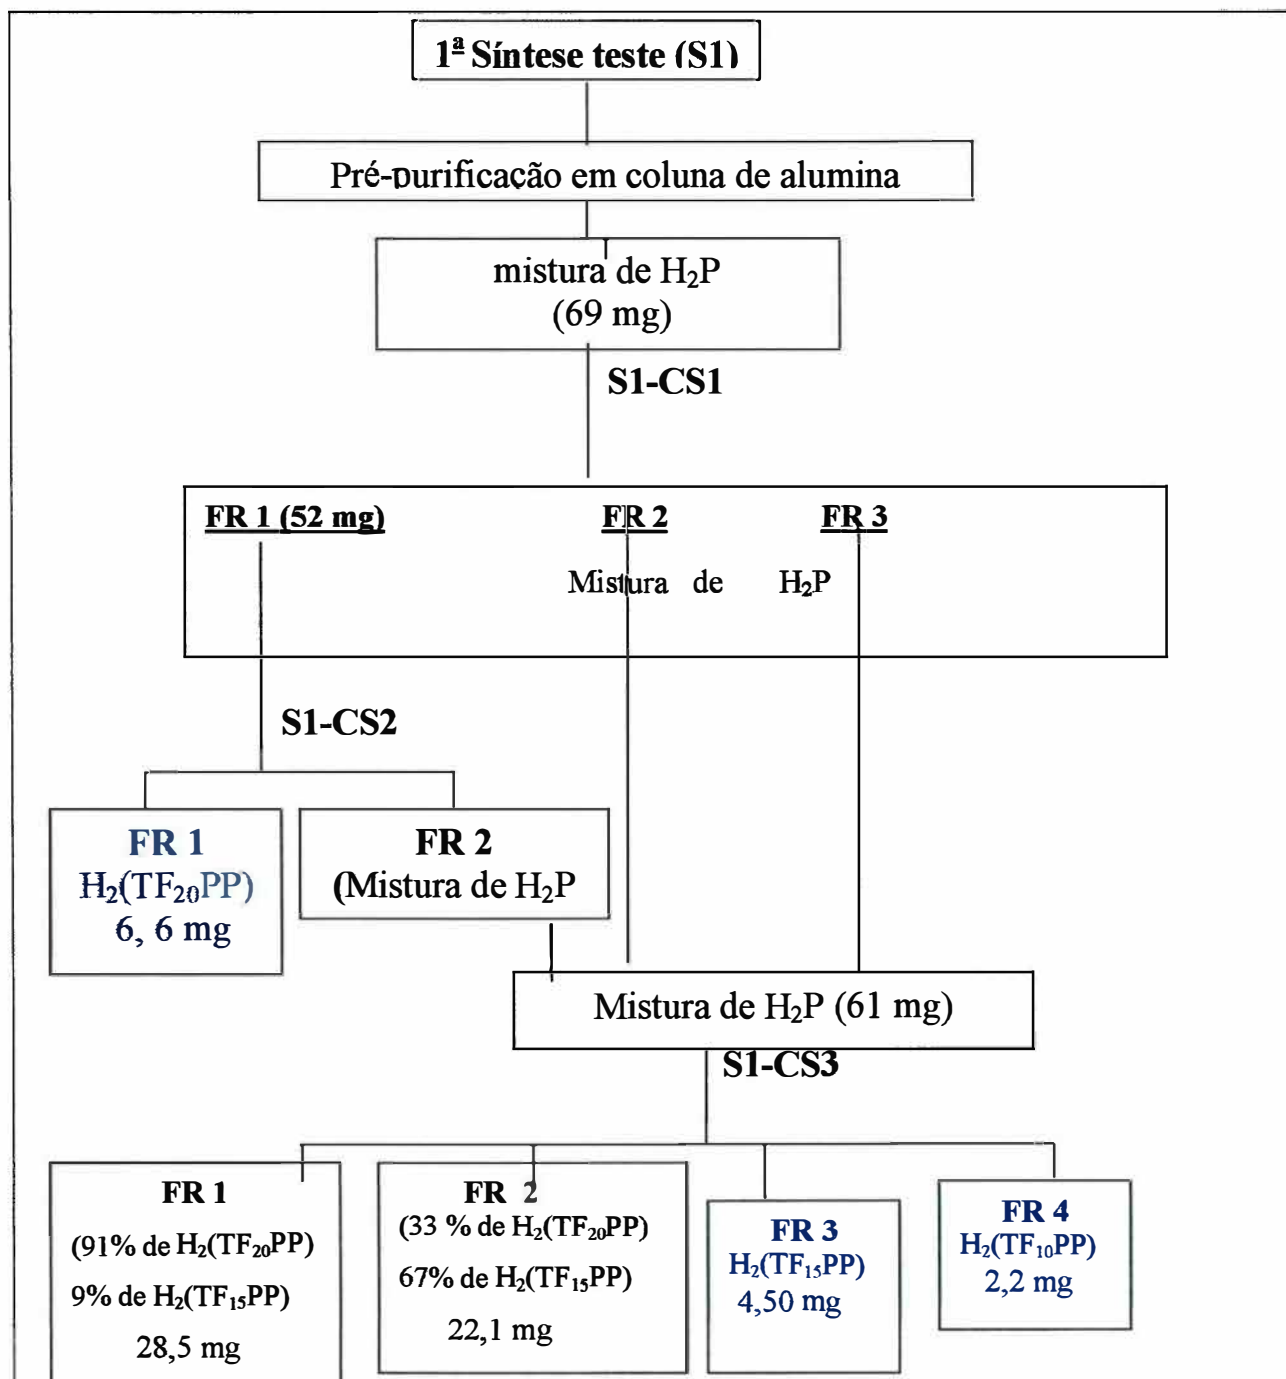 1ª Síntese teste (S1)
Pré-purificação em coluna de alumina
mistura de H₂P
(69 mg)
S1-CS1
FR 1 (52 mg) FR 2 FR 3
Mistura de H₂P
S1-CS2
FR 1
H₂(TF₂₀PP)
6, 6 mg
FR 2
(Mistura de H₂P
Mistura de H₂P (61 mg)
S1-CS3
FR 1
(91% de H₂(TF₂₀PP)
9% de H₂(TF₁₅PP)
28,5 mg
FR 2
(33 % de H₂(TF₂₀PP)
67% de H₂(TF₁₅PP)
22,1 mg
FR 3
H₂(TF₁₅PP)
4,50 mg
FR 4
H₂(TF₁₀PP)
2,2 mg